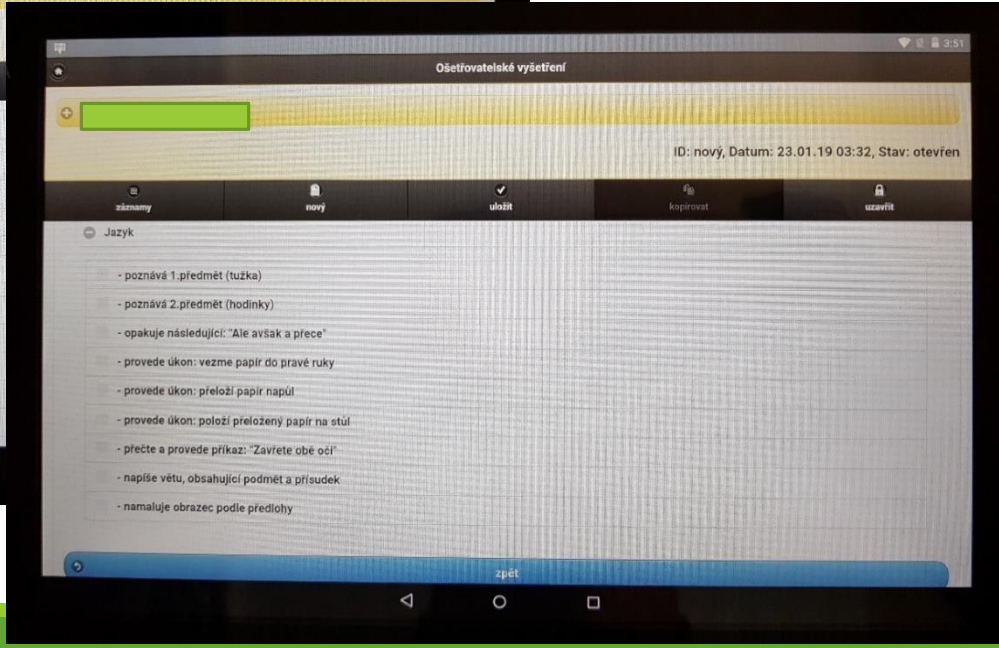 3:51
Ošetřovatelské vyšetření
ID: nový, Datum: 23.01.19 03:32, Stav: otevřen
záznamy nový uložit kopírovat uzavřít
Jazyk
- poznává 1.předmět (tužka)
- poznává 2.předmět (hodinky)
- opakuje následující: "Ale avšak a přece"
- provede úkon: vezme papír do pravé ruky
- provede úkon: přeloží papír napůl
- provede úkon: položí přeložený papír na stůl
- přečte a provede příkaz: "Zavřete obě oči"
- napíše větu, obsahující podmět a přísudek
- namaluje obrazec podle předlohy
zpět